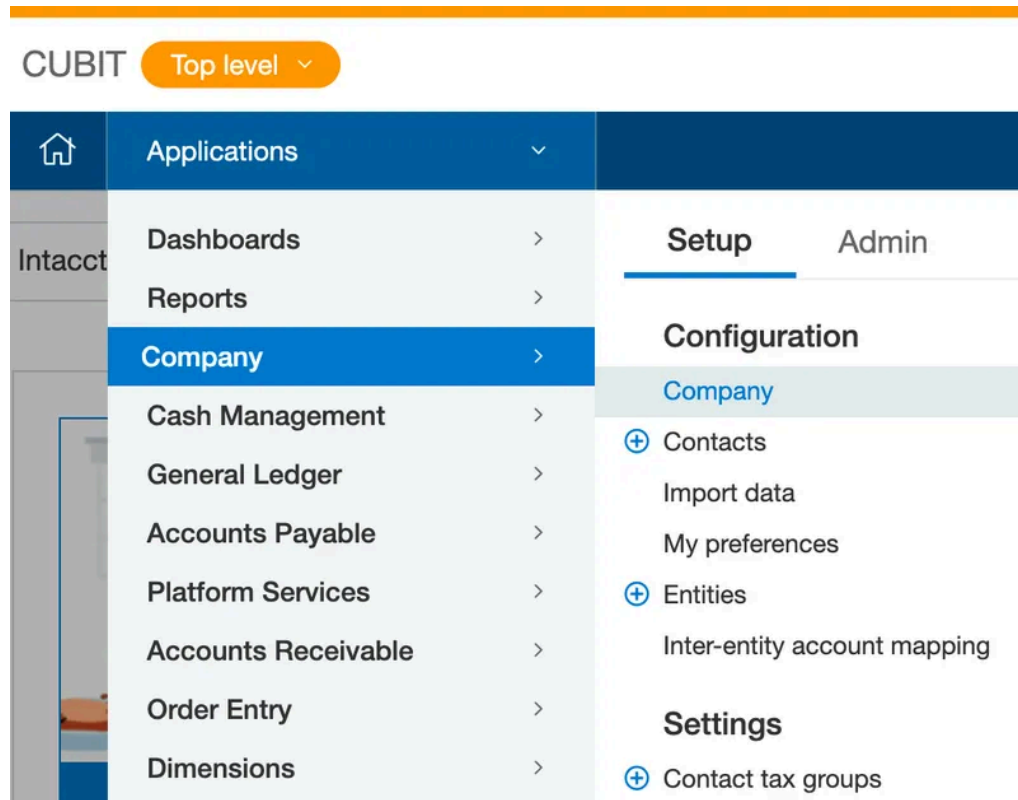 CUBIT Top level
Applications
Intacct
Dashboards
Reports
Company
Cash Management
General Ledger
Accounts Payable
Platform Services
Accounts Receivable
Order Entry
Dimensions
Setup Admin
Configuration
Company
Contacts
Import data
My preferences
Entities
Inter-entity account mapping
Settings
Contact tax groups